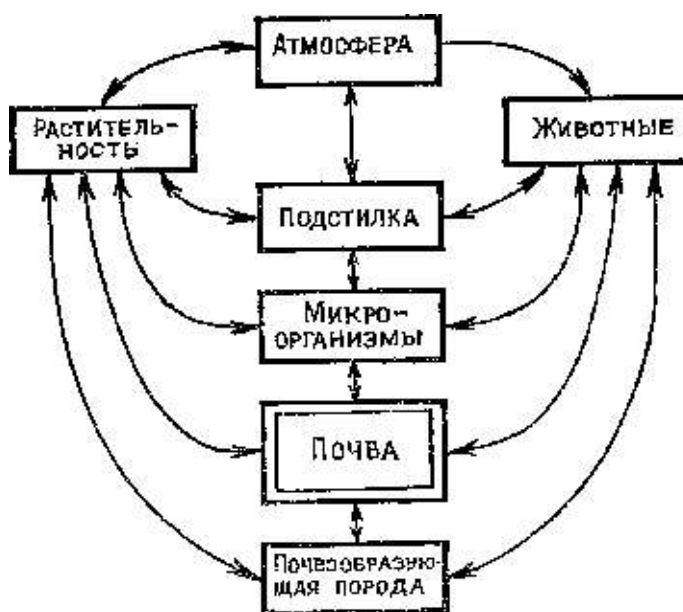 Атмосфера
Раститель-
ность
Животные
Подстилка
Микро-
организмы
Почва
Почвообразую-
щая порода